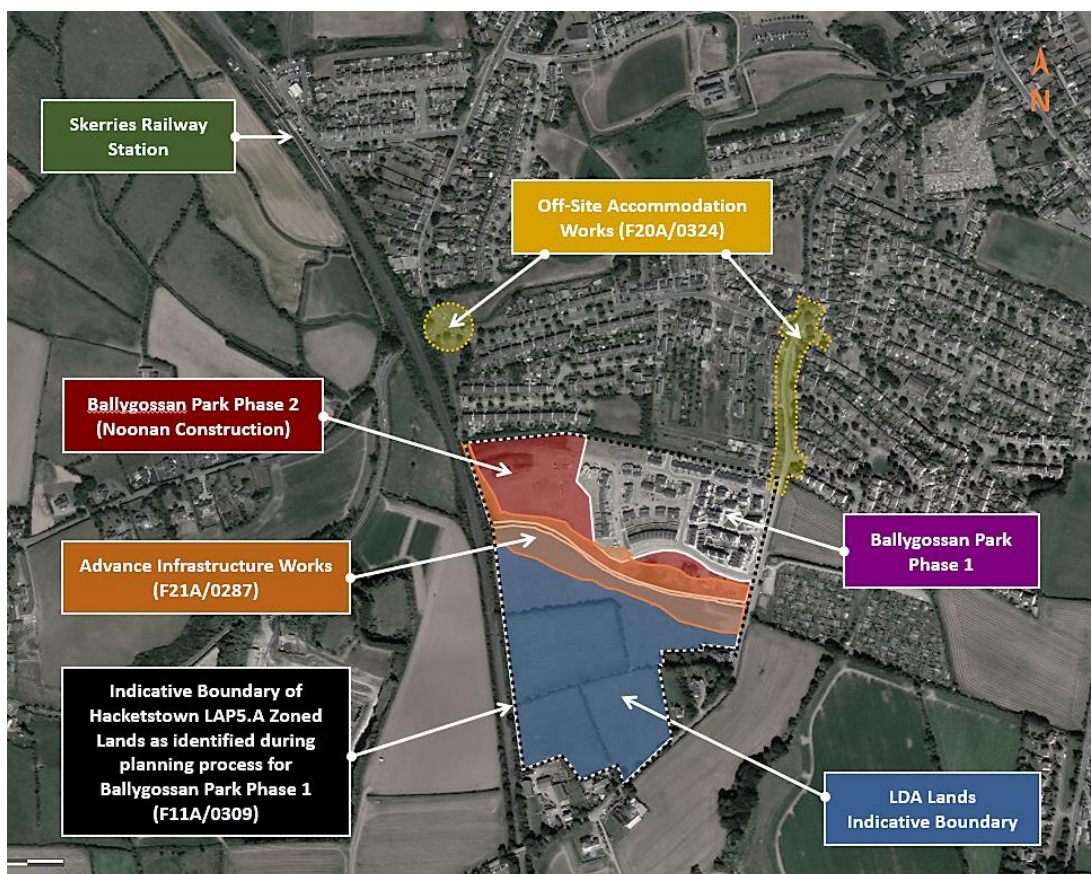 N
Skerries Railway
Station
Off-Site Accommodation
Works (F20A/0324)
Ballygossan Park Phase 2
(Noonan Construction)
Advance Infrastructure Works
(F21A/0287)
Ballygossan Park
Phase 1
Indicative Boundary of
Hacketstown LAP5.A Zoned
Lands as identified during
planning process for
Ballygossan Park Phase 1
(F11A/0309)
LDA Lands
Indicative Boundary